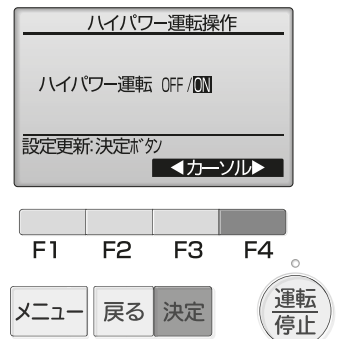 ハイパワー運転操作
ハイパワー運転 OFF/ON
設定更新:決定ボタン
◀カーソル▶
F1 F2 F3 F4
メニュー 戻る 決定 運転
停止